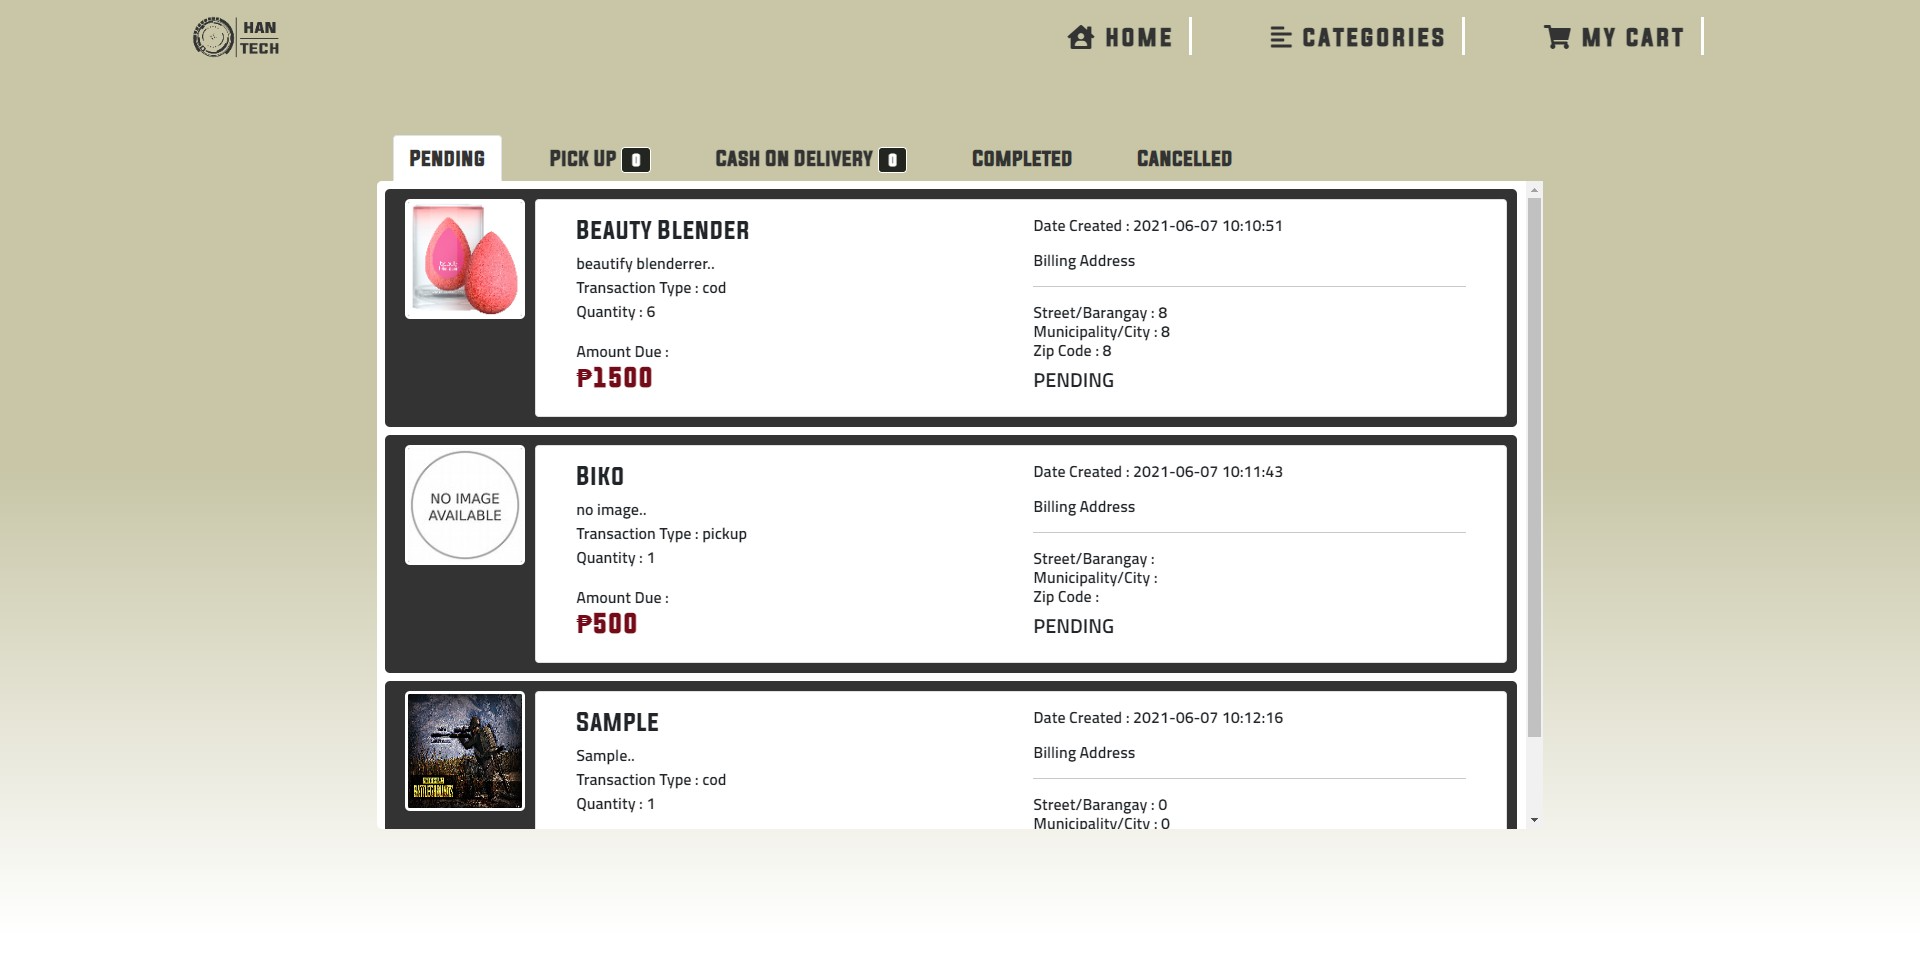 HAN
TECH
HOME
CATEGORIES
MY CART
PENDING
PICK UP 0
CASH ON DELIVERY 0
COMPLETED
CANCELLED
BEAUTY BLENDER
beautify blenderrer..
Transaction Type : cod
Quantity : 6
Amount Due :
₱1500
Date Created : 2021-06-07 10:10:51
Billing Address
Street/Barangay : 8
Municipality/City : 8
Zip Code : 8
PENDING
NO IMAGE
AVAILABLE
BIKO
no image..
Transaction Type : pickup
Quantity : 1
Amount Due :
₱500
Date Created : 2021-06-07 10:11:43
Billing Address
Street/Barangay :
Municipality/City :
Zip Code :
PENDING
BATTLEGROUNDS
SAMPLE
Sample..
Transaction Type : cod
Quantity : 1
Date Created : 2021-06-07 10:12:16
Billing Address
Street/Barangay : 0
Municipality/City : 0